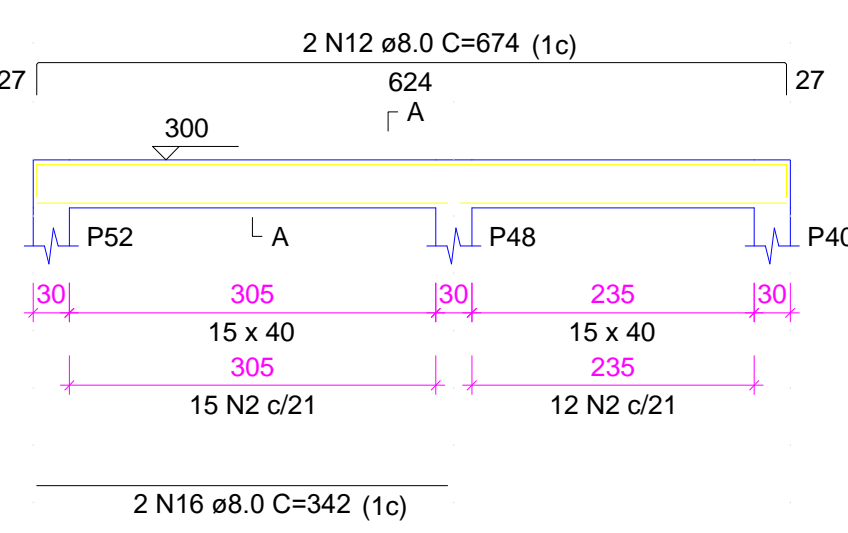 2 N12 ø8.0 C=674 (1c)
27 624 27
A
300
P52 A P48 P40
30 305 30 235 30
15 x 40 15 x 40
305 235
15 N2 c/21 12 N2 c/21
2 N16 ø8.0 C=342 (1c)